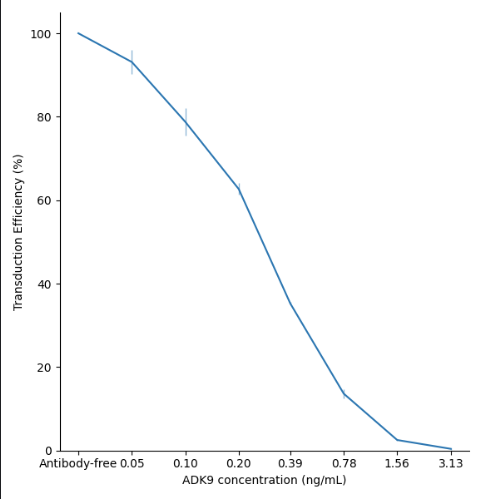 Transduction Efficiency (%)
100
80
60
40
20
0
Antibody-free 0.05 0.10 0.20 0.39 0.78 1.56 3.13
ADK9 concentration (ng/mL)